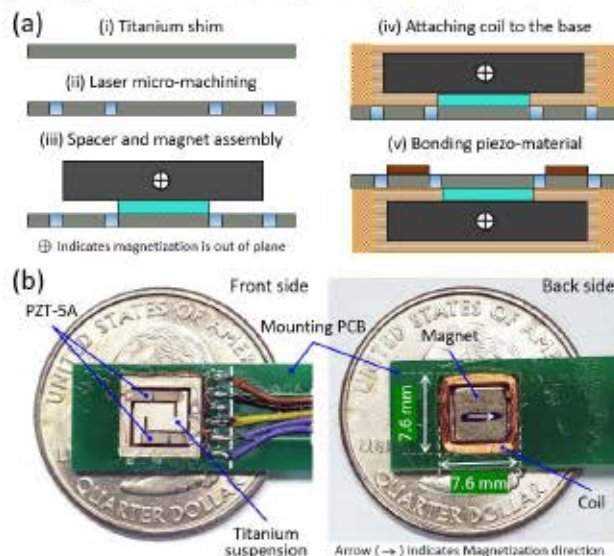 (a)
(i) Titanium shim
(ii) Laser micro-machining
(iii) Spacer and magnet assembly
⊕ Indicates magnetization is out of plane
(iv) Attaching coil to the base
(v) Bonding piezo-material
(b)
Front side
PZT-5A
Mounting PCB
UNITED STATES OF AMERICA
QUARTER DOLLAR
Titanium
suspension
Back side
Magnet
7.6 mm
7.6 mm
Coil
QUARTER DOLLAR
Arrow (→) indicates Magnetization direction